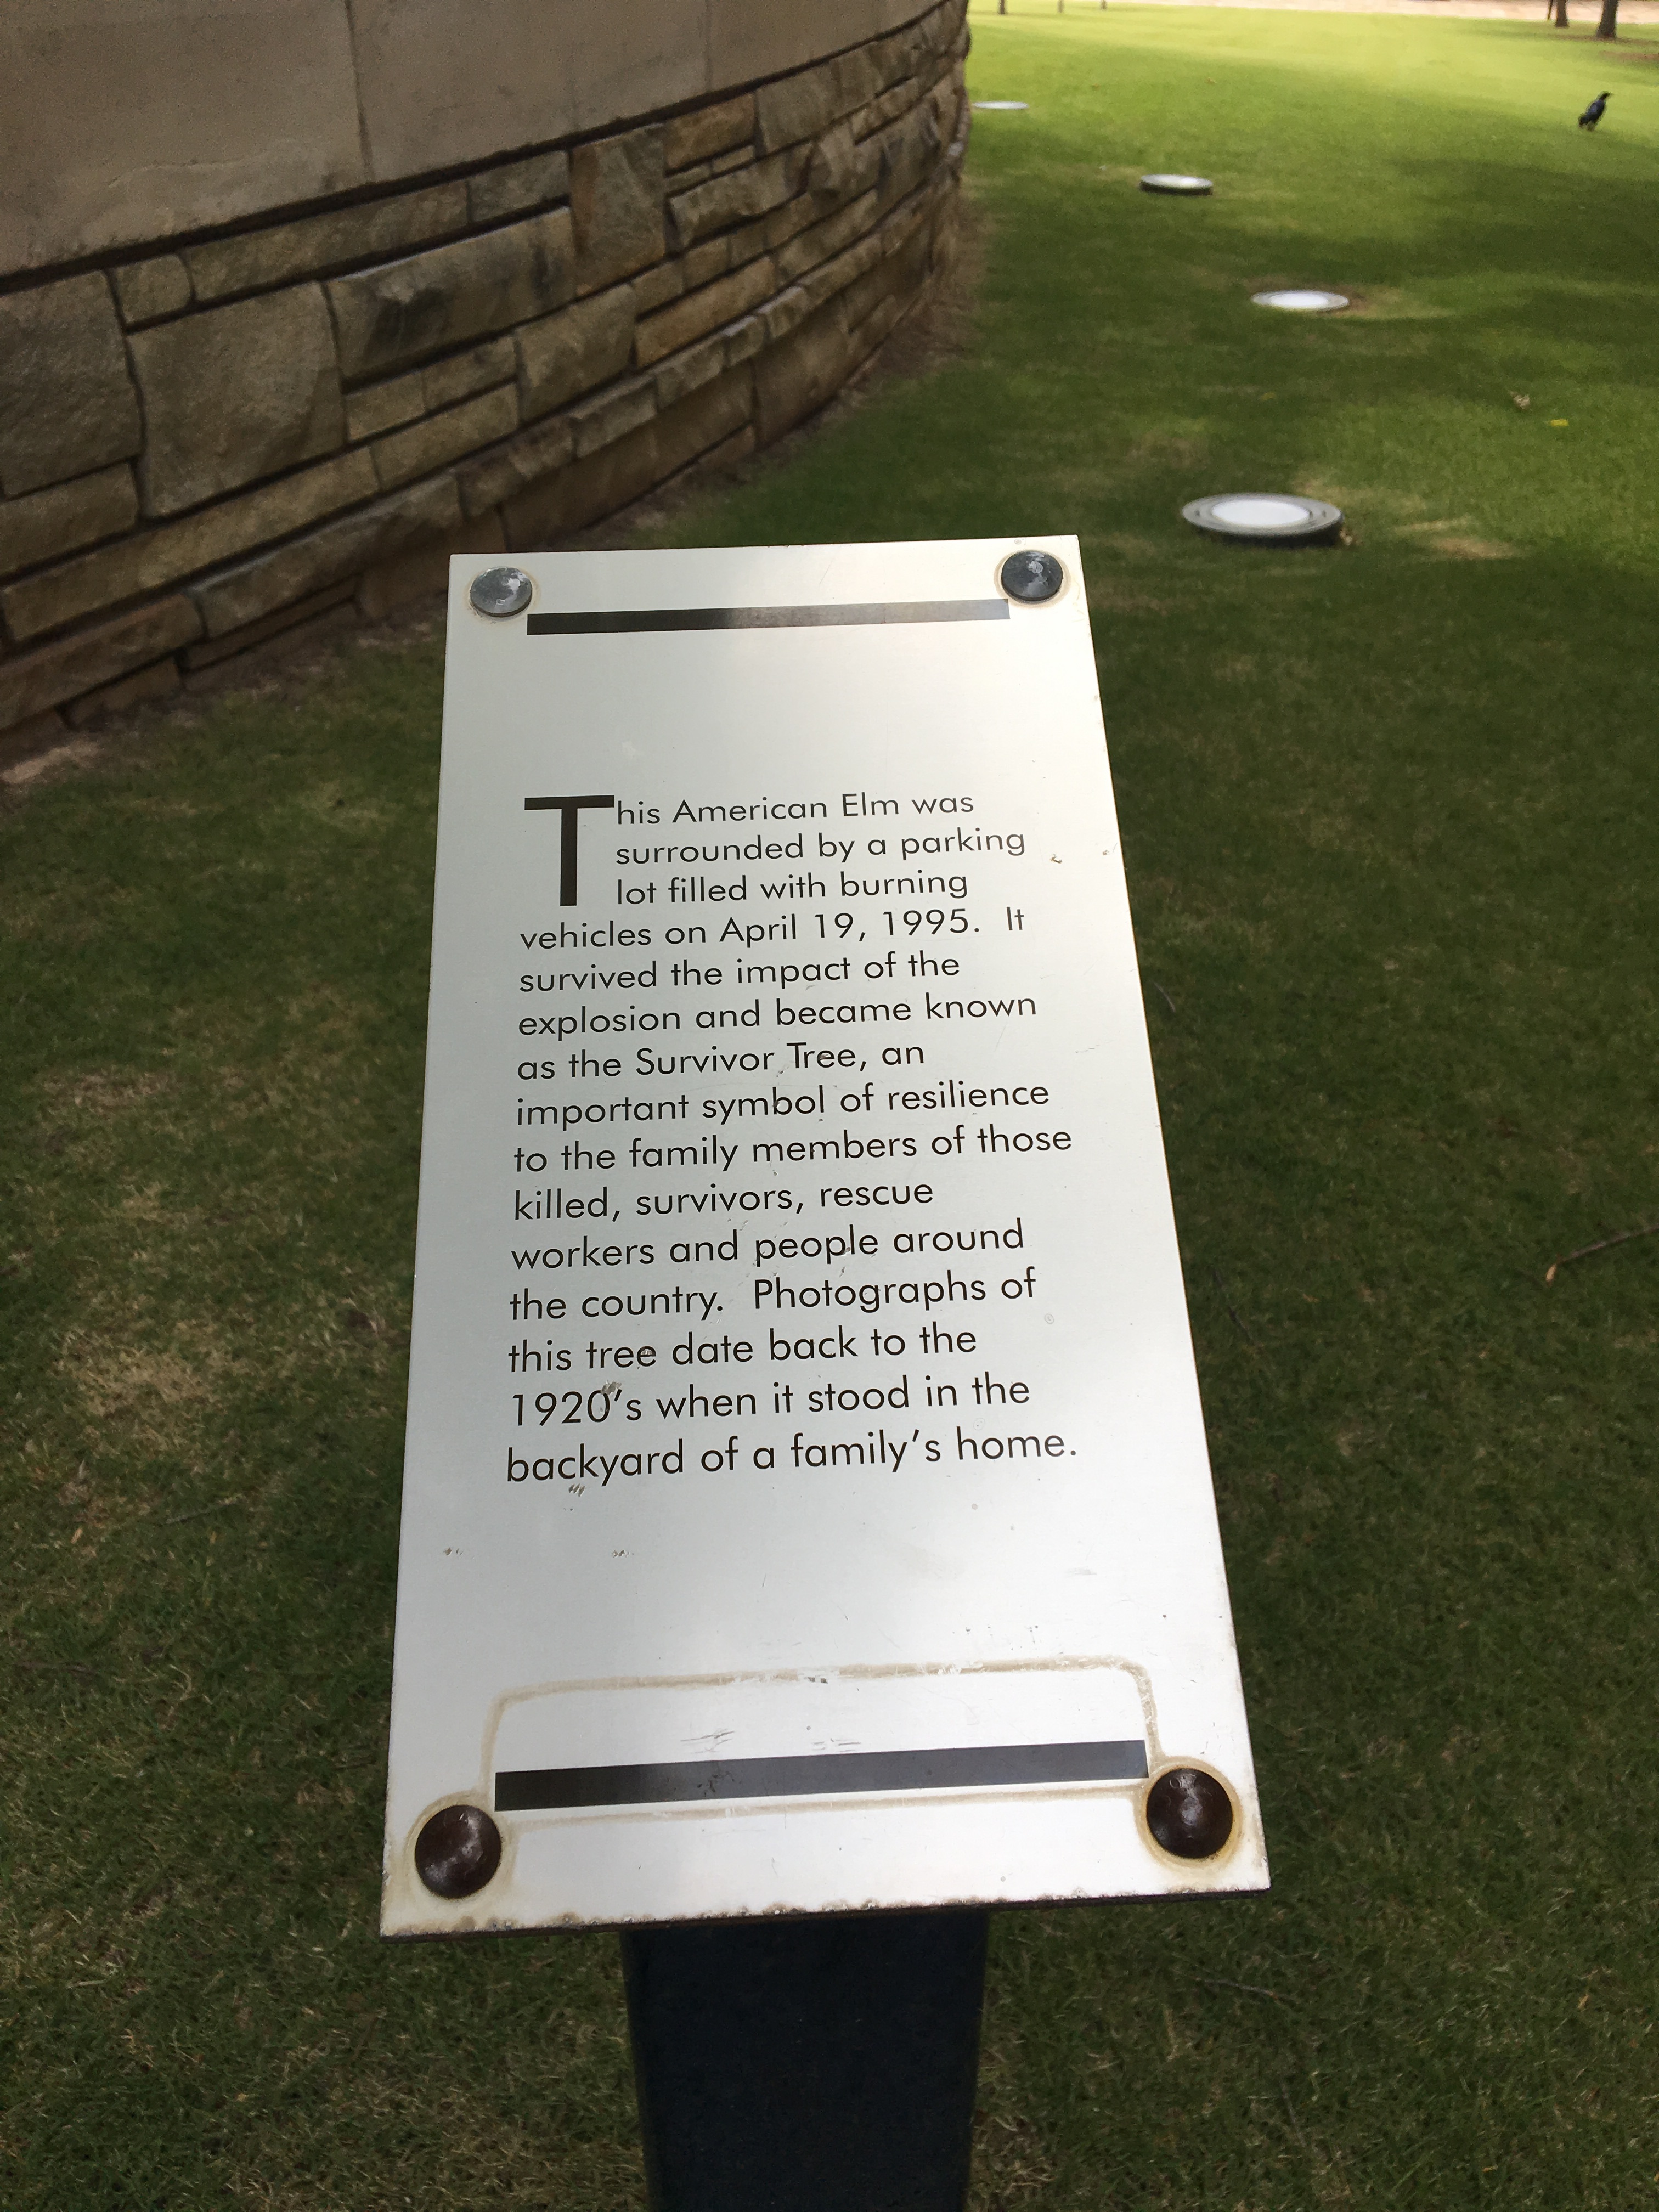 This American Elm was
surrounded by a parking
lot filled with burning
vehicles on April 19, 1995.  It
survived the impact of the
explosion and became known
as the Survivor Tree, an
important symbol of resilience
to the family members of those
killed, survivors, rescue
workers and people around
the country.  Photographs of
this tree date back to the
1920's when it stood in the
backyard of a family's home.